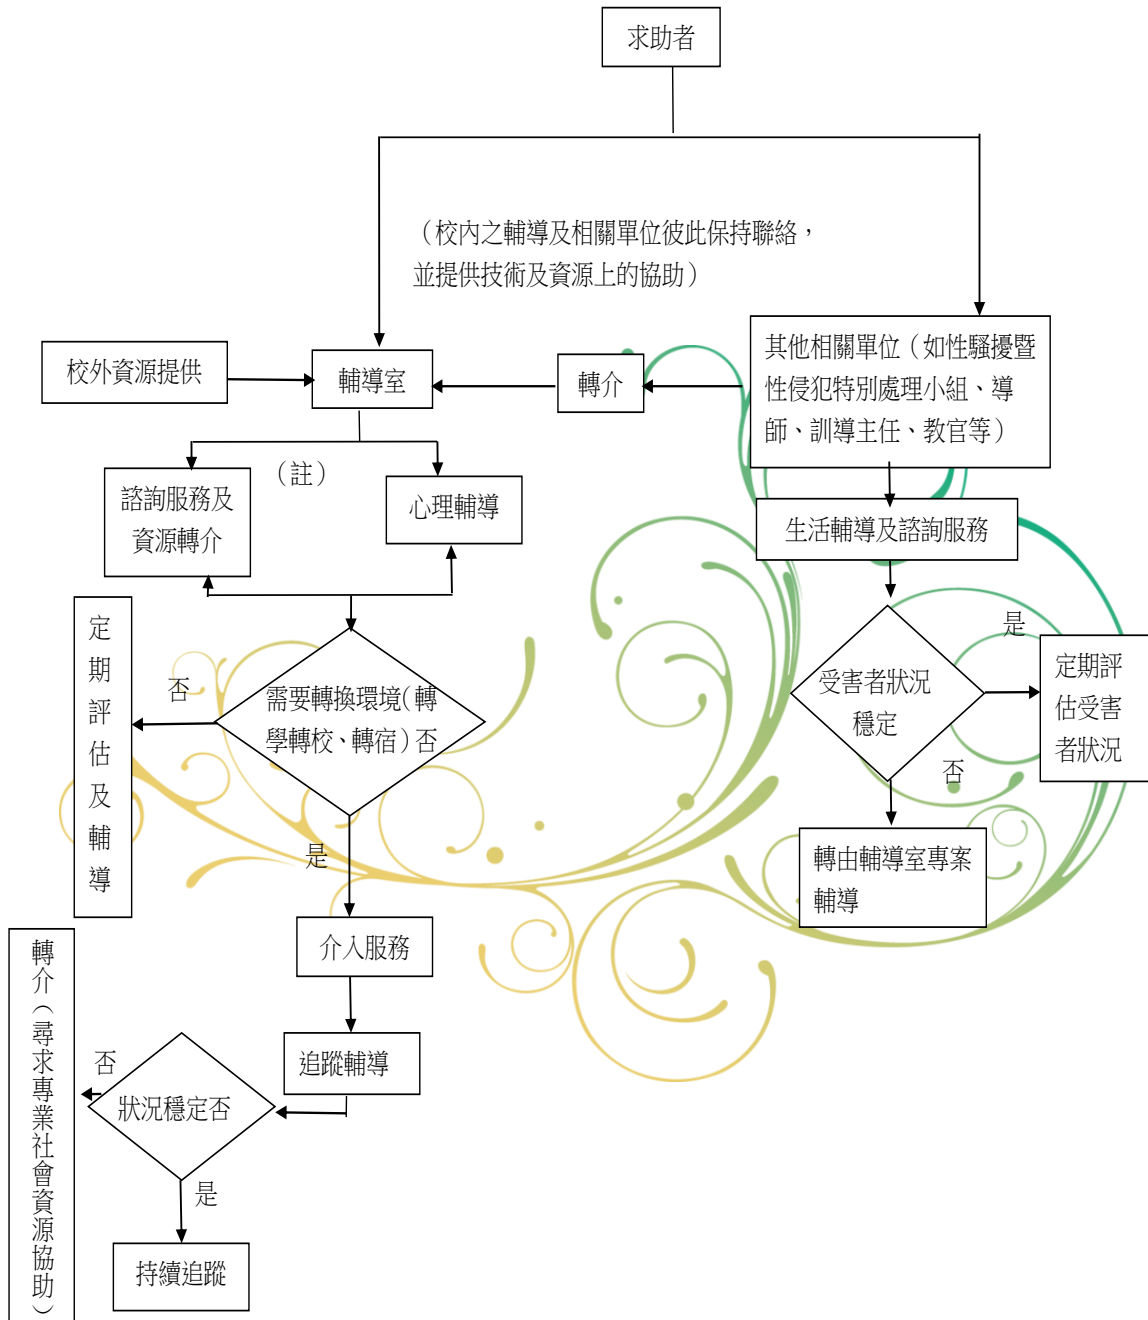 求助者
（校內之輔導及相關單位彼此保持聯絡，
並提供技術及資源上的協助）
校外資源提供
輔導室
轉介
其他相關單位（如性騷擾暨
性侵犯特別處理小組、導
師、訓導主任、教官等）
（註）
諮詢服務及
資源轉介
心理輔導
生活輔導及諮詢服務
定期評估及輔導
否
需要轉換環境（轉
學轉校、轉宿）否
受害者狀況
穩定
是
定期評
估受害
者狀況
否
轉由輔導室專案
輔導
是
介入服務
追蹤輔導
轉介（尋求專業社會資源協助）
否
狀況穩定否
是
持續追蹤